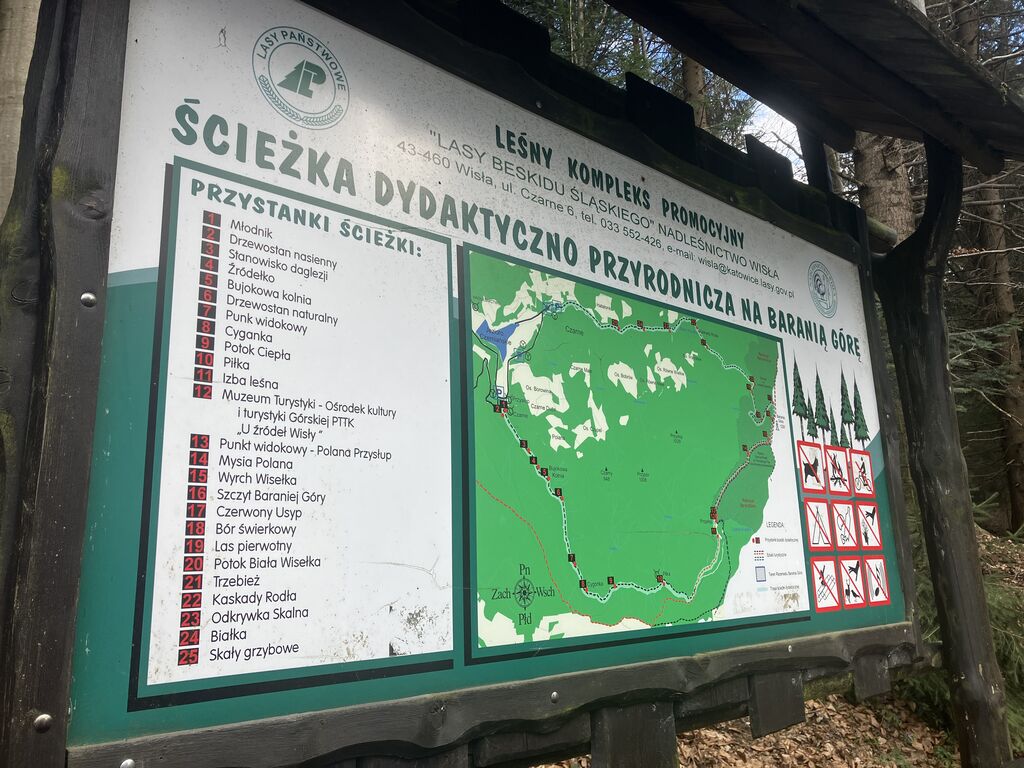 LASY PAŃSTWOWE
LEŚNY KOMPLEKS PROMOCYJNY
"LASY BESKIDU ŚLĄSKIEGO" NADLEŚNICTWO WISŁA
43-460 Wisła, ul. Czarne 6, tel. 033 552-426, e-mail: wisla@katowice.lasy.gov.pl
ŚCIEŻKA DYDAKTYCZNO PRZYRODNICZA NA BARANIĄ GÓRĘ
PRZYSTANKI ŚCIEŻKI:
1 Młodnik
2 Drzewostan nasienny
3 Stanowisko daglezji
4 Źródełko
5 Bujokowa kolnia
6 Drzewostan naturalny
7 Punk widokowy
8 Cyganka
9 Potok Ciepła
10 Piłka
11 Izba leśna
12 Muzeum Turystyki - Ośrodek kultury
i turystyki Górskiej PTTK
„U źródeł Wisły"
13 Punkt widokowy - Polana Przysłup
14 Mysia Polana
15 Wyrch Wisełka
16 Szczyt Baraniej Góry
17 Czerwony Usyp
18 Bór świerkowy
19 Las pierwotny
20 Potok Biała Wisełka
21 Trzebież
22 Kaskady Rodła
23 Odkrywka Skalna
24 Białka
25 Skały grzybowe
Czarne
P
Bujokowa
Kolnia
Cyganka
Pn
Zach
Wsch
Płd
LEGENDA